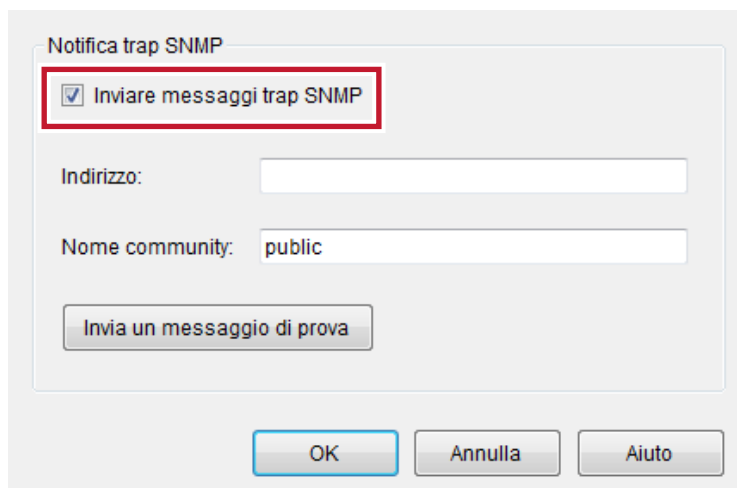 Notifica trap SNMP
Inviare messaggi trap SNMP
Indirizzo:
Nome community: public
Invia un messaggio di prova
OK Annulla Aiuto